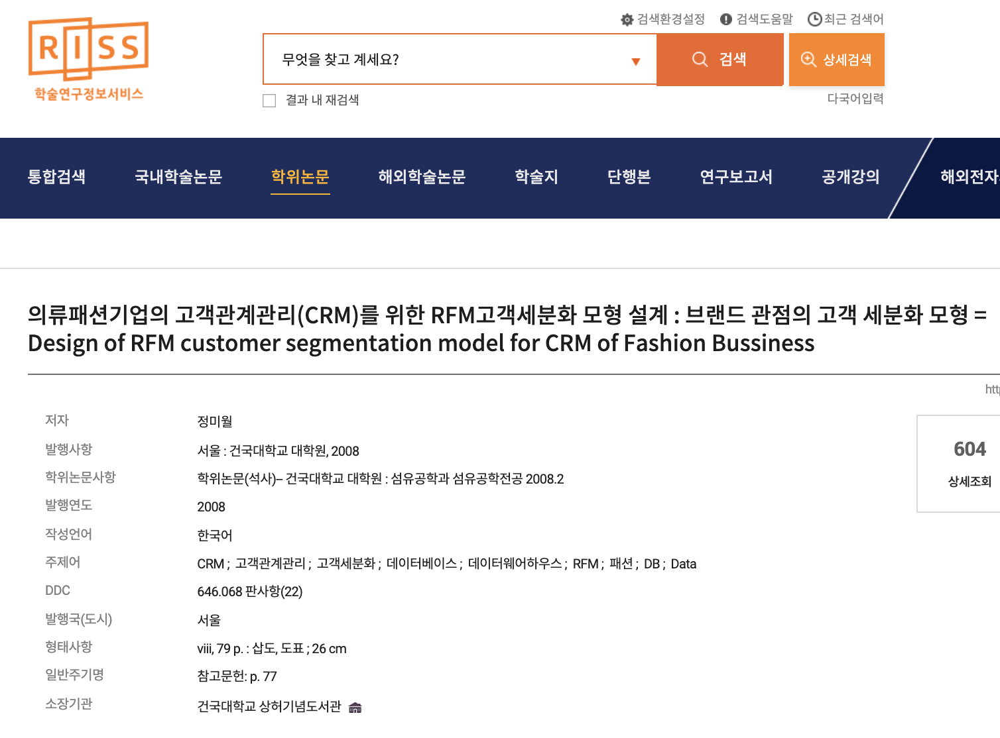 RISS
학술연구정보서비스
검색환경설정 검색도움말 최근 검색어
무엇을 찾고 계세요? 검색 상세검색
결과 내 재검색 다국어입력
통합검색 국내학술논문 학위논문 해외학술논문 학술지 단행본 연구보고서 공개강의 해외전자
의류패션기업의 고객관계관리(CRM)를 위한 RFM고객세분화 모형 설계 : 브랜드 관점의 고객 세분화 모형 =
Design of RFM customer segmentation model for CRM of Fashion Bussiness
http
저자 정미월
발행사항 서울 : 건국대학교 대학원, 2008
학위논문사항 학위논문(석사)-- 건국대학교 대학원 : 섬유공학과 섬유공학전공 2008.2
발행연도 2008
작성언어 한국어
주제어 CRM ; 고객관계관리 ; 고객세분화 ; 데이터베이스 ; 데이터웨어하우스 ; RFM ; 패션 ; DB ; Data
DDC 646.068 판사항(22)
발행국(도시) 서울
형태사항 viii, 79 p. : 삽도, 도표 ; 26 cm
일반주기명 참고문헌: p. 77
소장기관 건국대학교 상허기념도서관
604
상세조회